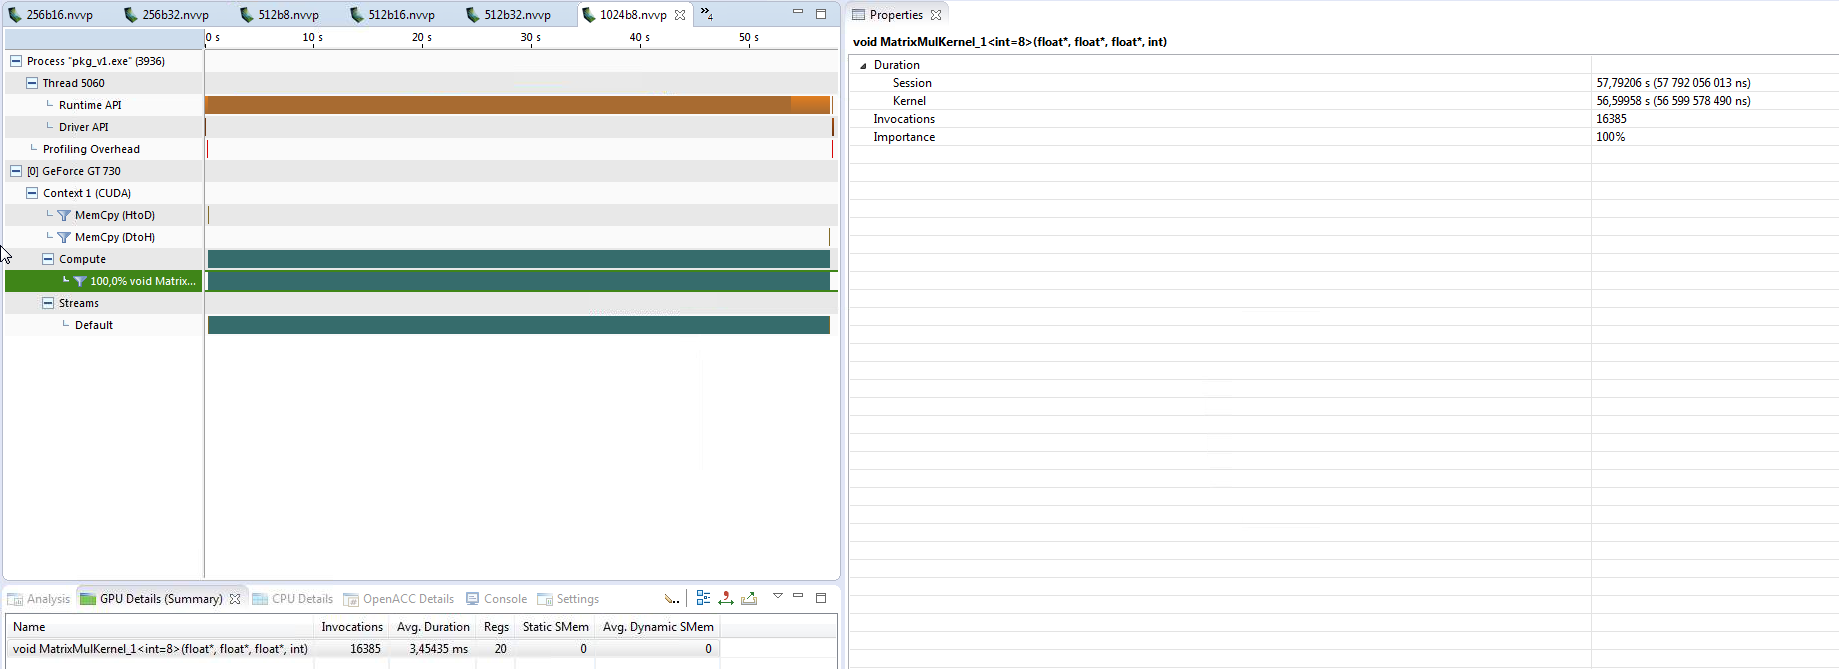 256b16.nvvp 256b32.nvvp 512b8.nvvp 512b16.nvvp 512b32.nvvp 1024b8.nvvp »4
0 s 10 s 20 s 30 s 40 s 50 s
Process "pkg_v1.exe" (3936)
Thread 5060
Runtime API
Driver API
Profiling Overhead
[0] GeForce GT 730
Context 1 (CUDA)
MemCpy (HtoD)
MemCpy (DtoH)
Compute
100,0% void Matrix...
Streams
Default
Properties
void MatrixMulKernel_1<int=8>(float*, float*, float*, int)
Duration
Session 57,79206 s (57 792 056 013 ns)
Kernel 56,59958 s (56 599 578 490 ns)
Invocations 16385
Importance 100%
Analysis GPU Details (Summary) CPU Details OpenACC Details Console Settings
Name Invocations Avg. Duration Regs Static SMem Avg. Dynamic SMem
void MatrixMulKernel_1<int=8>(float*, float*, float*, int) 16385 3,45435 ms 20 0 0